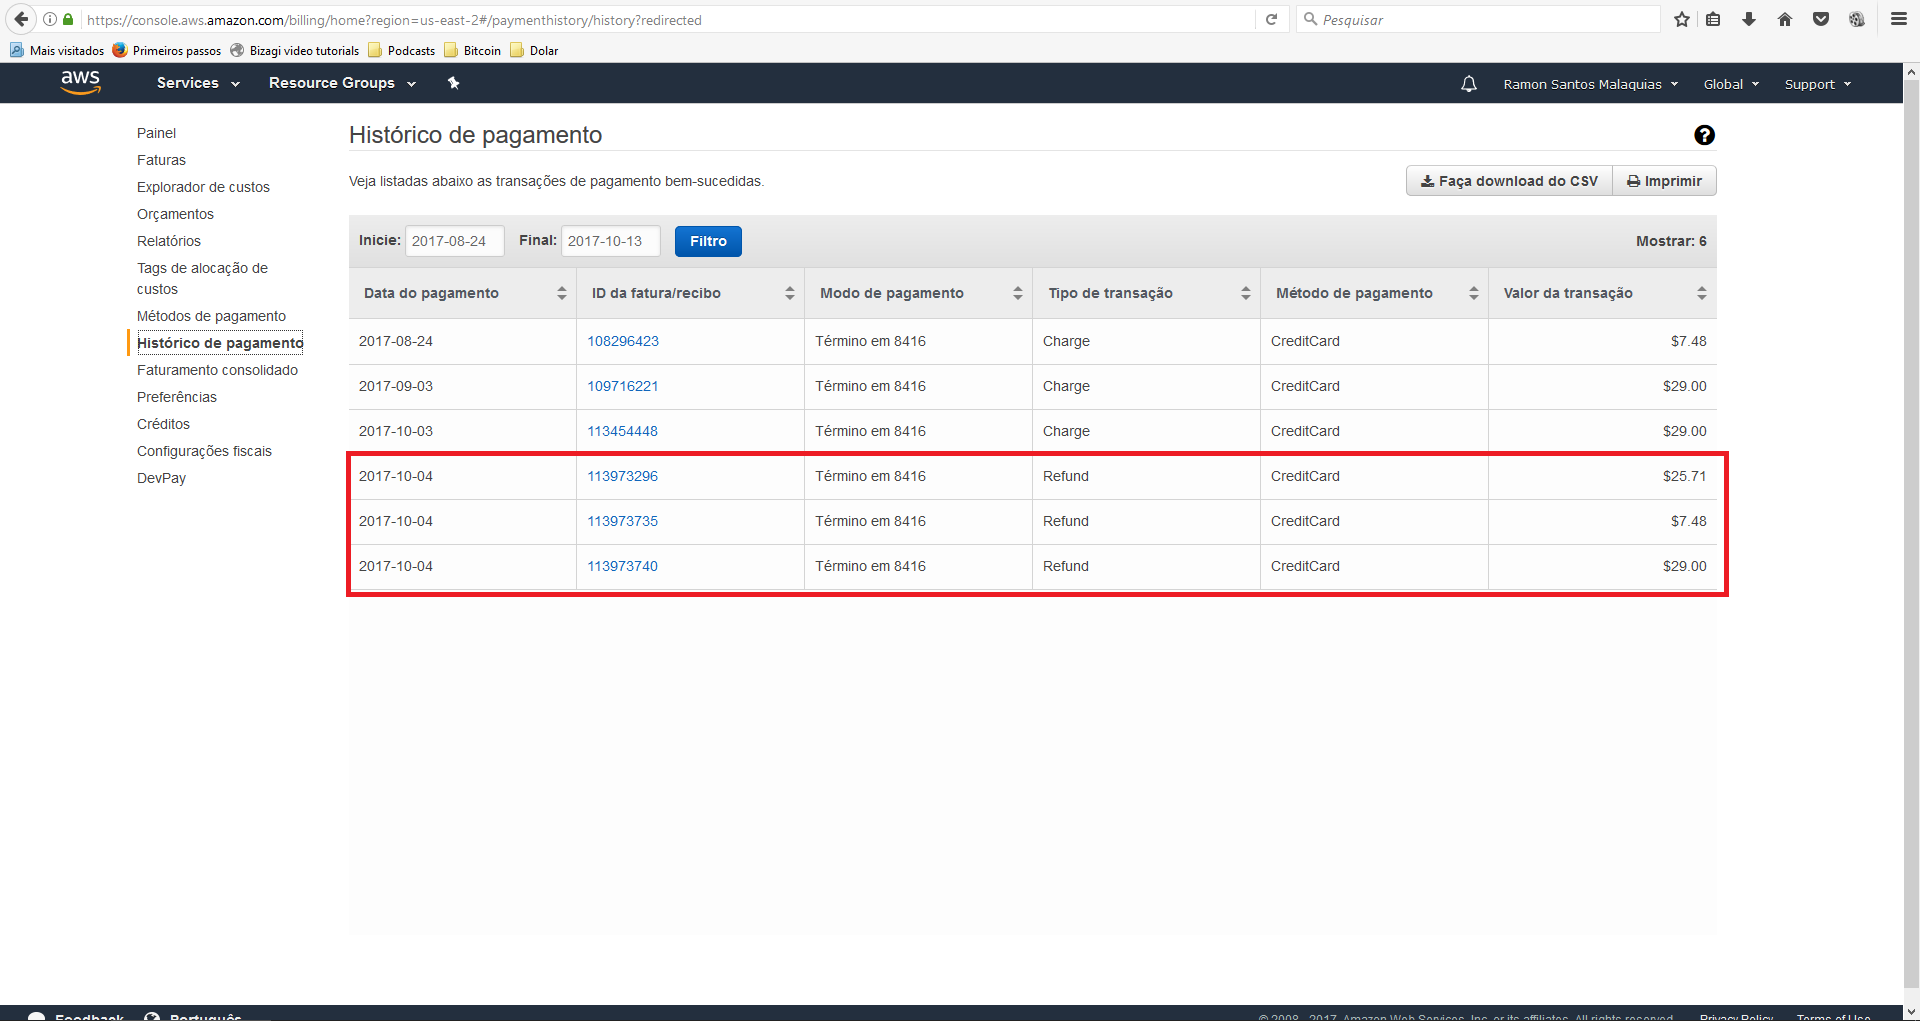 https://console.aws.amazon.com/billing/home?region=us-east-2#/paymenthistory/history?redirected
Pesquisar
Mais visitados Primeiros passos Bizagi video tutorials Podcasts Bitcoin Dolar
aws Services Resource Groups Ramon Santos Malaquias Global Support
Painel
Faturas
Explorador de custos
Orçamentos
Relatórios
Tags de alocação de
custos
Métodos de pagamento
Histórico de pagamento
Faturamento consolidado
Preferências
Créditos
Configurações fiscais
DevPay
Histórico de pagamento
Veja listadas abaixo as transações de pagamento bem-sucedidas.
Faça download do CSV Imprimir
Inicie: 2017-08-24 Final: 2017-10-13 Filtro Mostrar: 6
Data do pagamento ID da fatura/recibo Modo de pagamento Tipo de transação Método de pagamento Valor da transação
2017-08-24 108296423 Término em 8416 Charge CreditCard $7.48
2017-09-03 109716221 Término em 8416 Charge CreditCard $29.00
2017-10-03 113454448 Término em 8416 Charge CreditCard $29.00
2017-10-04 113973296 Término em 8416 Refund CreditCard $25.71
2017-10-04 113973735 Término em 8416 Refund CreditCard $7.48
2017-10-04 113973740 Término em 8416 Refund CreditCard $29.00
Feedback Português © 2008 - 2017, Amazon Web Services, Inc. or its affiliates. All rights reserved. Privacy Policy Terms of Use